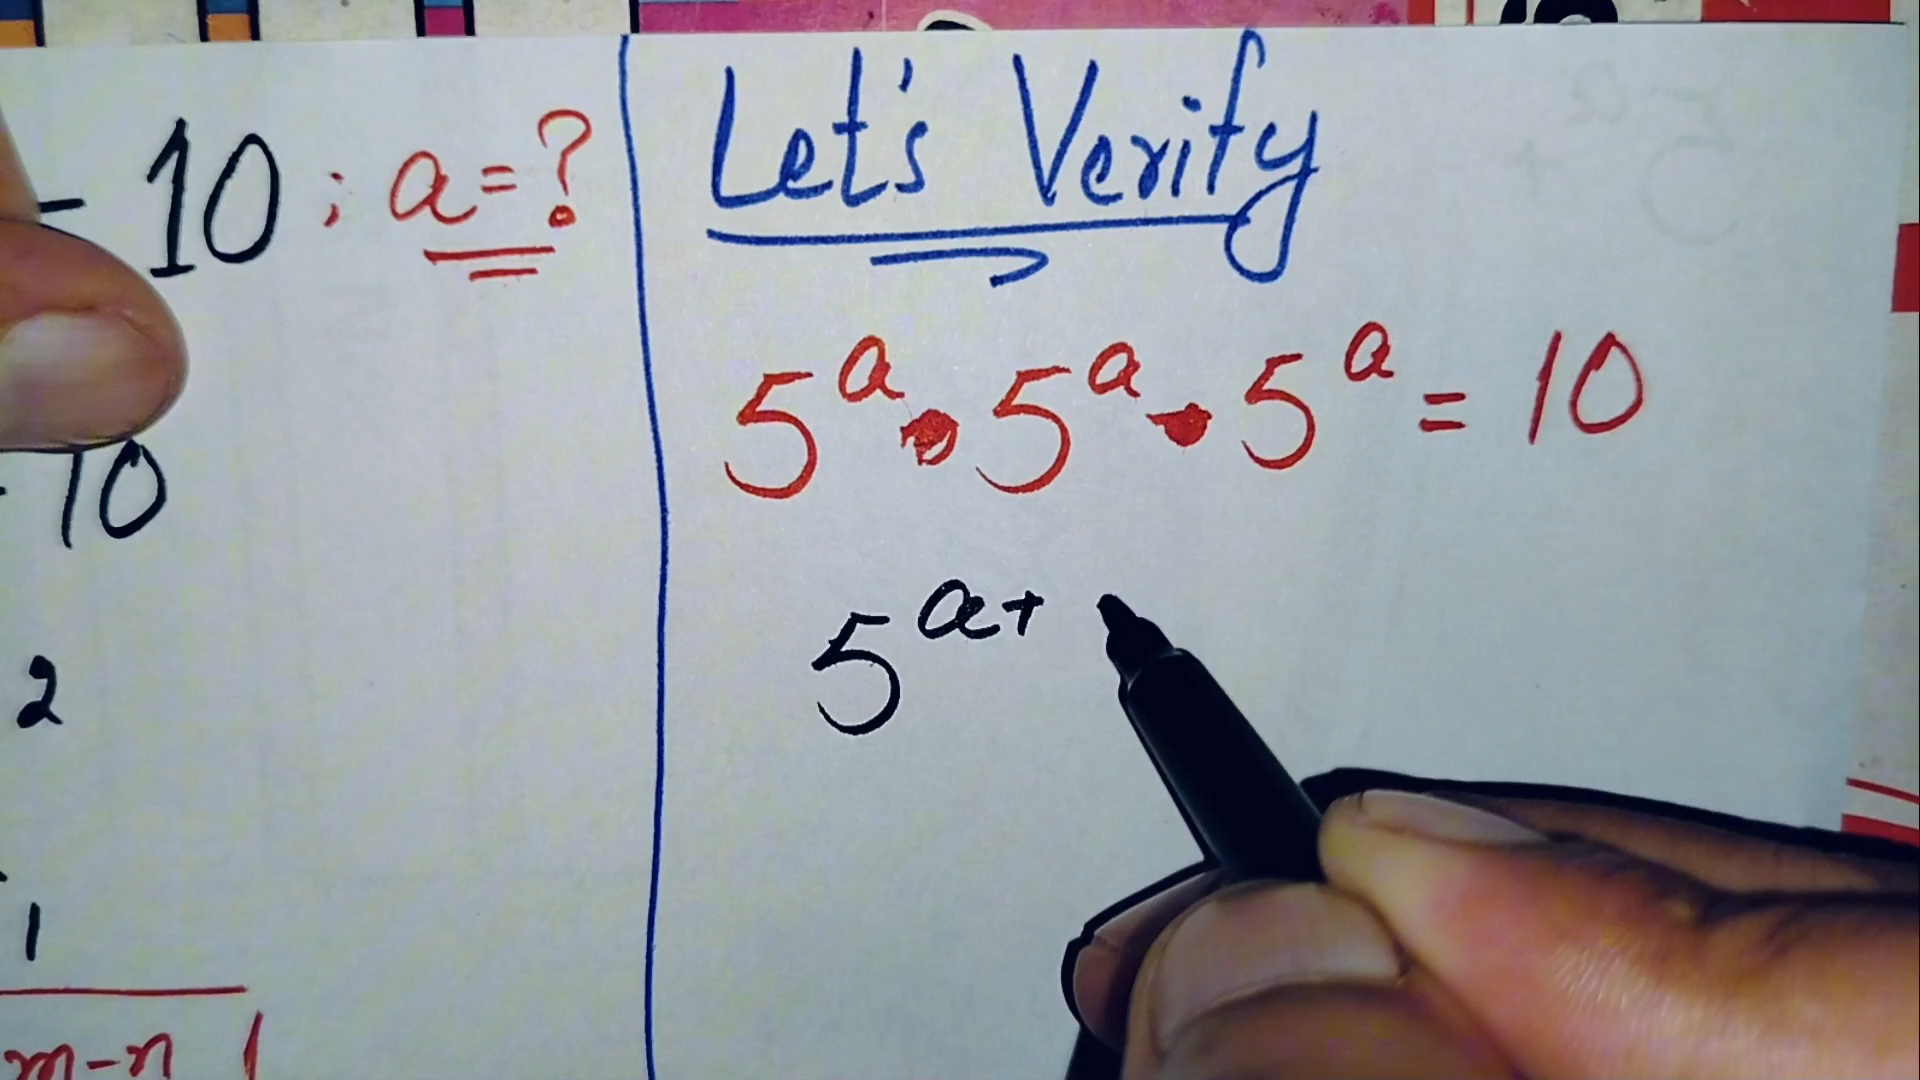 - 10 ; a = ?
10
2
1
m-n
Let's Verify
5^a • 5^a • 5^a = 10
5^a+